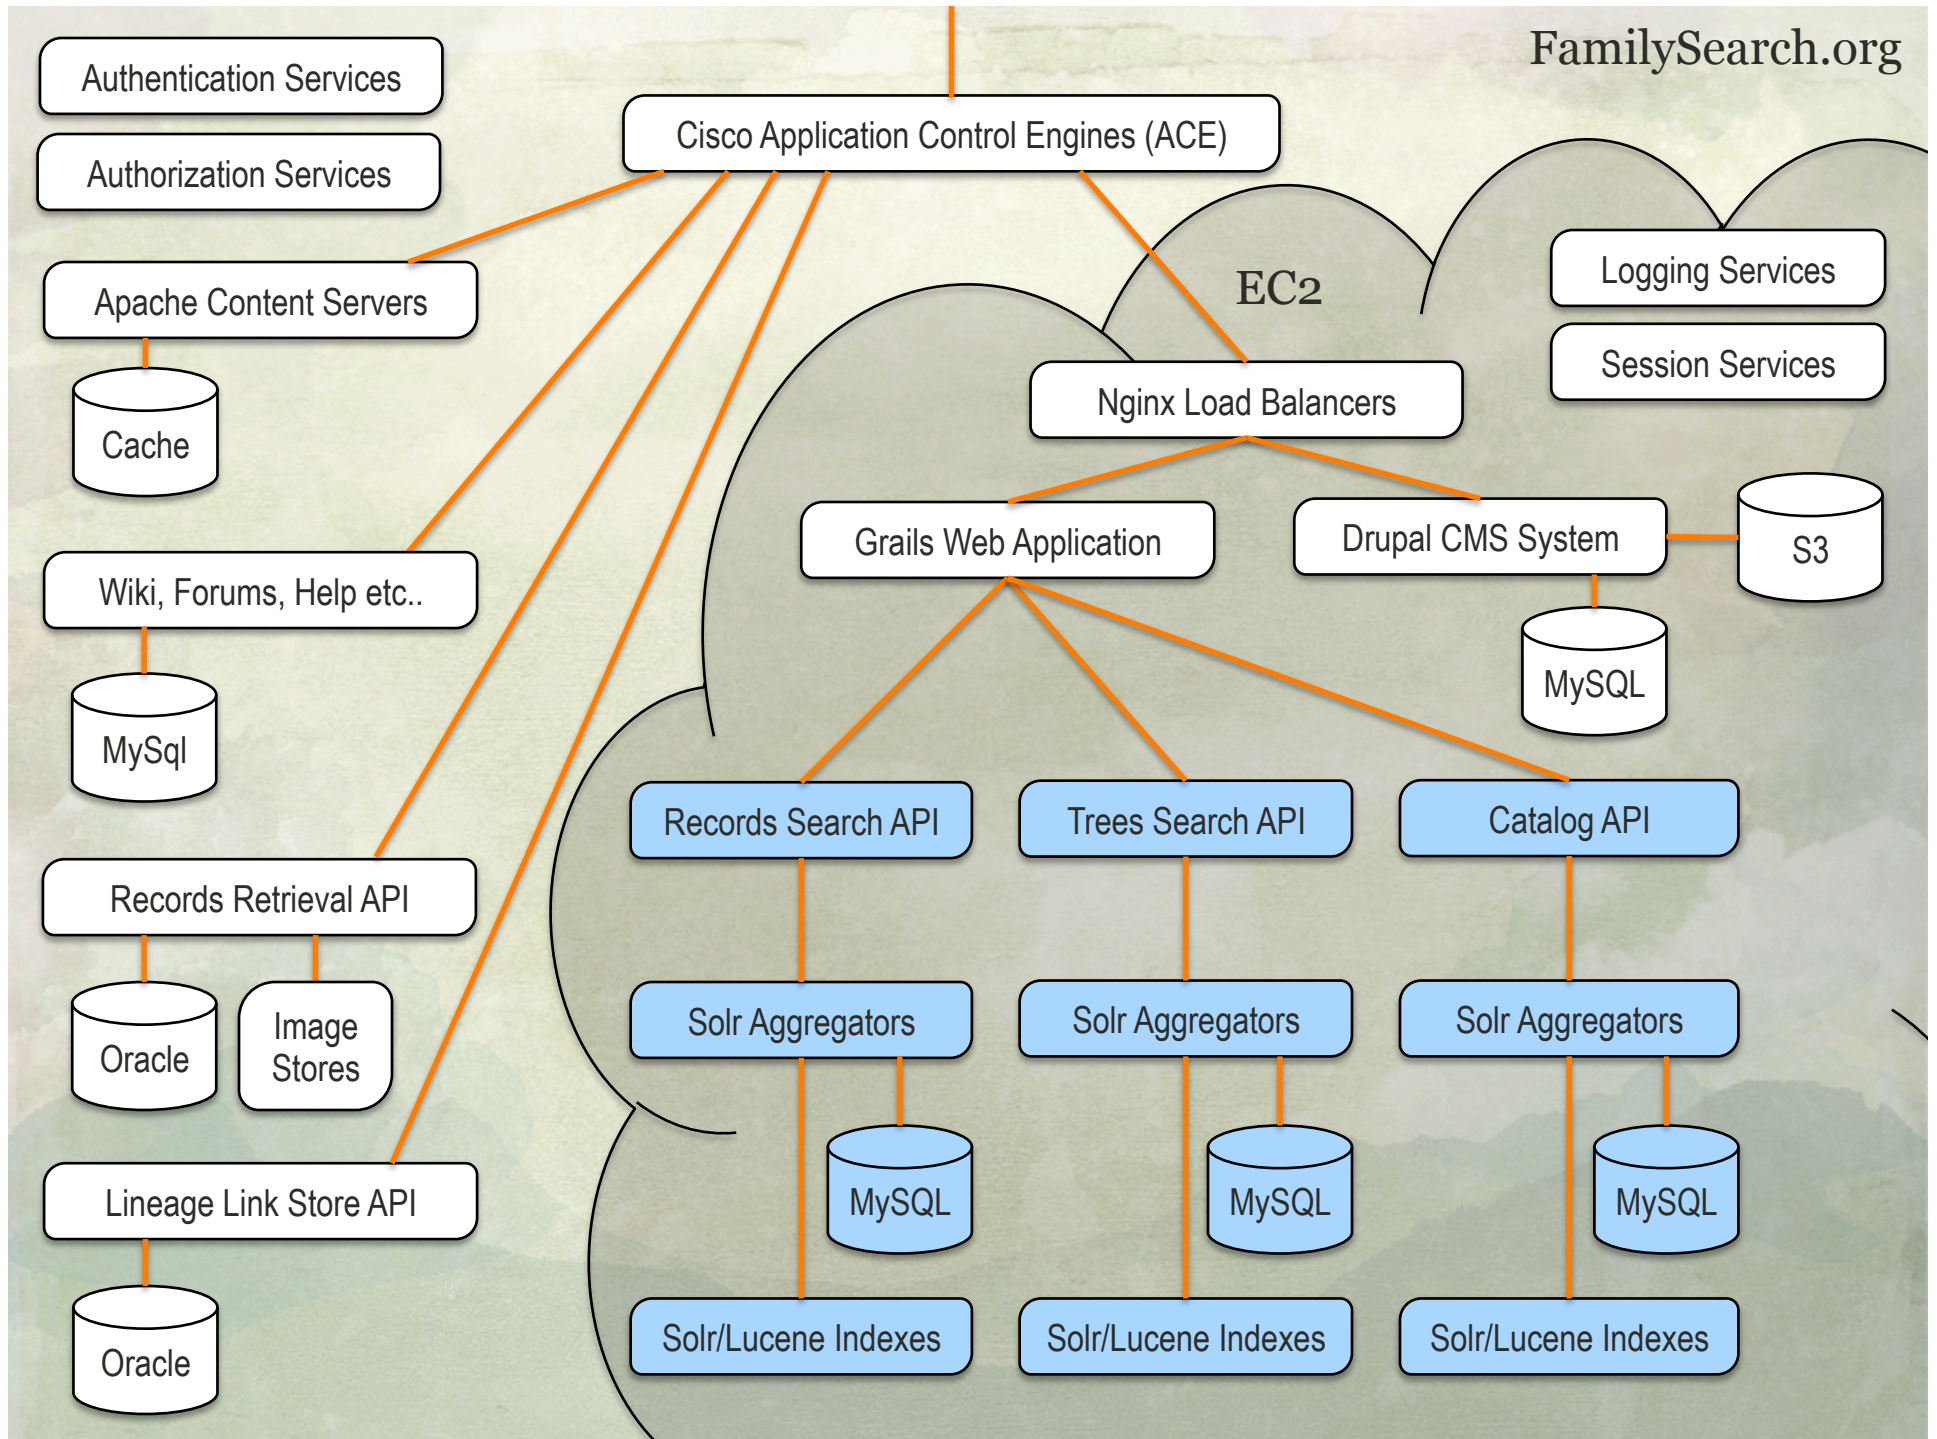 FamilySearch.org
Authentication Services
Authorization Services
Cisco Application Control Engines (ACE)
Apache Content Servers
Cache
EC2
Logging Services
Session Services
Nginx Load Balancers
Grails Web Application
Drupal CMS System
S3
MySQL
Wiki, Forums, Help etc..
MySql
Records Search API
Trees Search API
Catalog API
Records Retrieval API
Oracle
Image
Stores
Solr Aggregators
Solr Aggregators
Solr Aggregators
MySQL
MySQL
MySQL
Lineage Link Store API
Oracle
Solr/Lucene Indexes
Solr/Lucene Indexes
Solr/Lucene Indexes